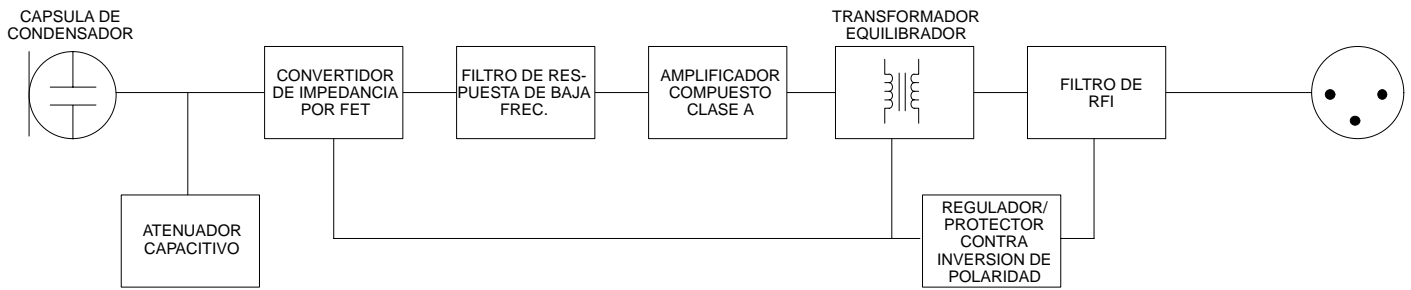 CAPSULA DE
CONDENSADOR
CONVERTIDOR
DE IMPEDANCIA
POR FET
FILTRO DE RES-
PUESTA DE BAJA
FREC.
AMPLIFICADOR
COMPUESTO
CLASE A
TRANSFORMADOR
EQUILIBRADOR
FILTRO DE
RFI
ATENUADOR
CAPACITIVO
REGULADOR/
PROTECTOR
CONTRA
INVERSION DE
POLARIDAD